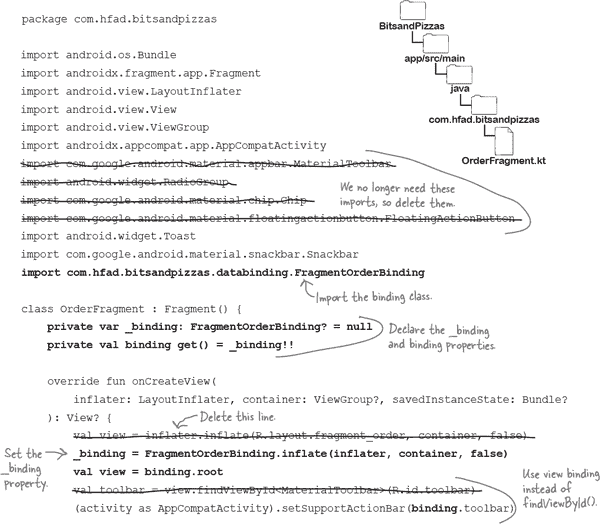 package com.hfad.bitsandpizzas
BitsandPizzas
app/src/main
java
com.hfad.bitsandpizzas
OrderFragment.kt
import android.os.Bundle
import androidx.fragment.app.Fragment
import android.view.LayoutInflater
import android.view.View
import android.view.ViewGroup
import androidx.appcompat.app.AppCompatActivity
import com.google.android.material.appbar.MaterialToolbar
import android.widget.RadioGroup
import com.google.android.material.chip.Chip
import com.google.android.material.floatingactionbutton.FloatingActionButton
We no longer need these
imports, so delete them.
import android.widget.Toast
import com.google.android.material.snackbar.Snackbar
import com.hfad.bitsandpizzas.databinding.FragmentOrderBinding
Import the binding class.
class OrderFragment : Fragment() {
private var _binding: FragmentOrderBinding? = null
private val binding get() = _binding!!
Declare the _binding
and binding properties.
override fun onCreateView(
inflater: LayoutInflater, container: ViewGroup?, savedInstanceState: Bundle?
): View? {
Delete this line.
val view = inflater.inflate(R.layout.fragment_order, container, false)
Set the
_binding
property.
_binding = FragmentOrderBinding.inflate(inflater, container, false)
val view = binding.root
val toolbar = view.findViewById<MaterialToolbar>(R.id.toolbar)
(activity as AppCompatActivity).setSupportActionBar(binding.toolbar)
Use view binding
instead of
findViewById().